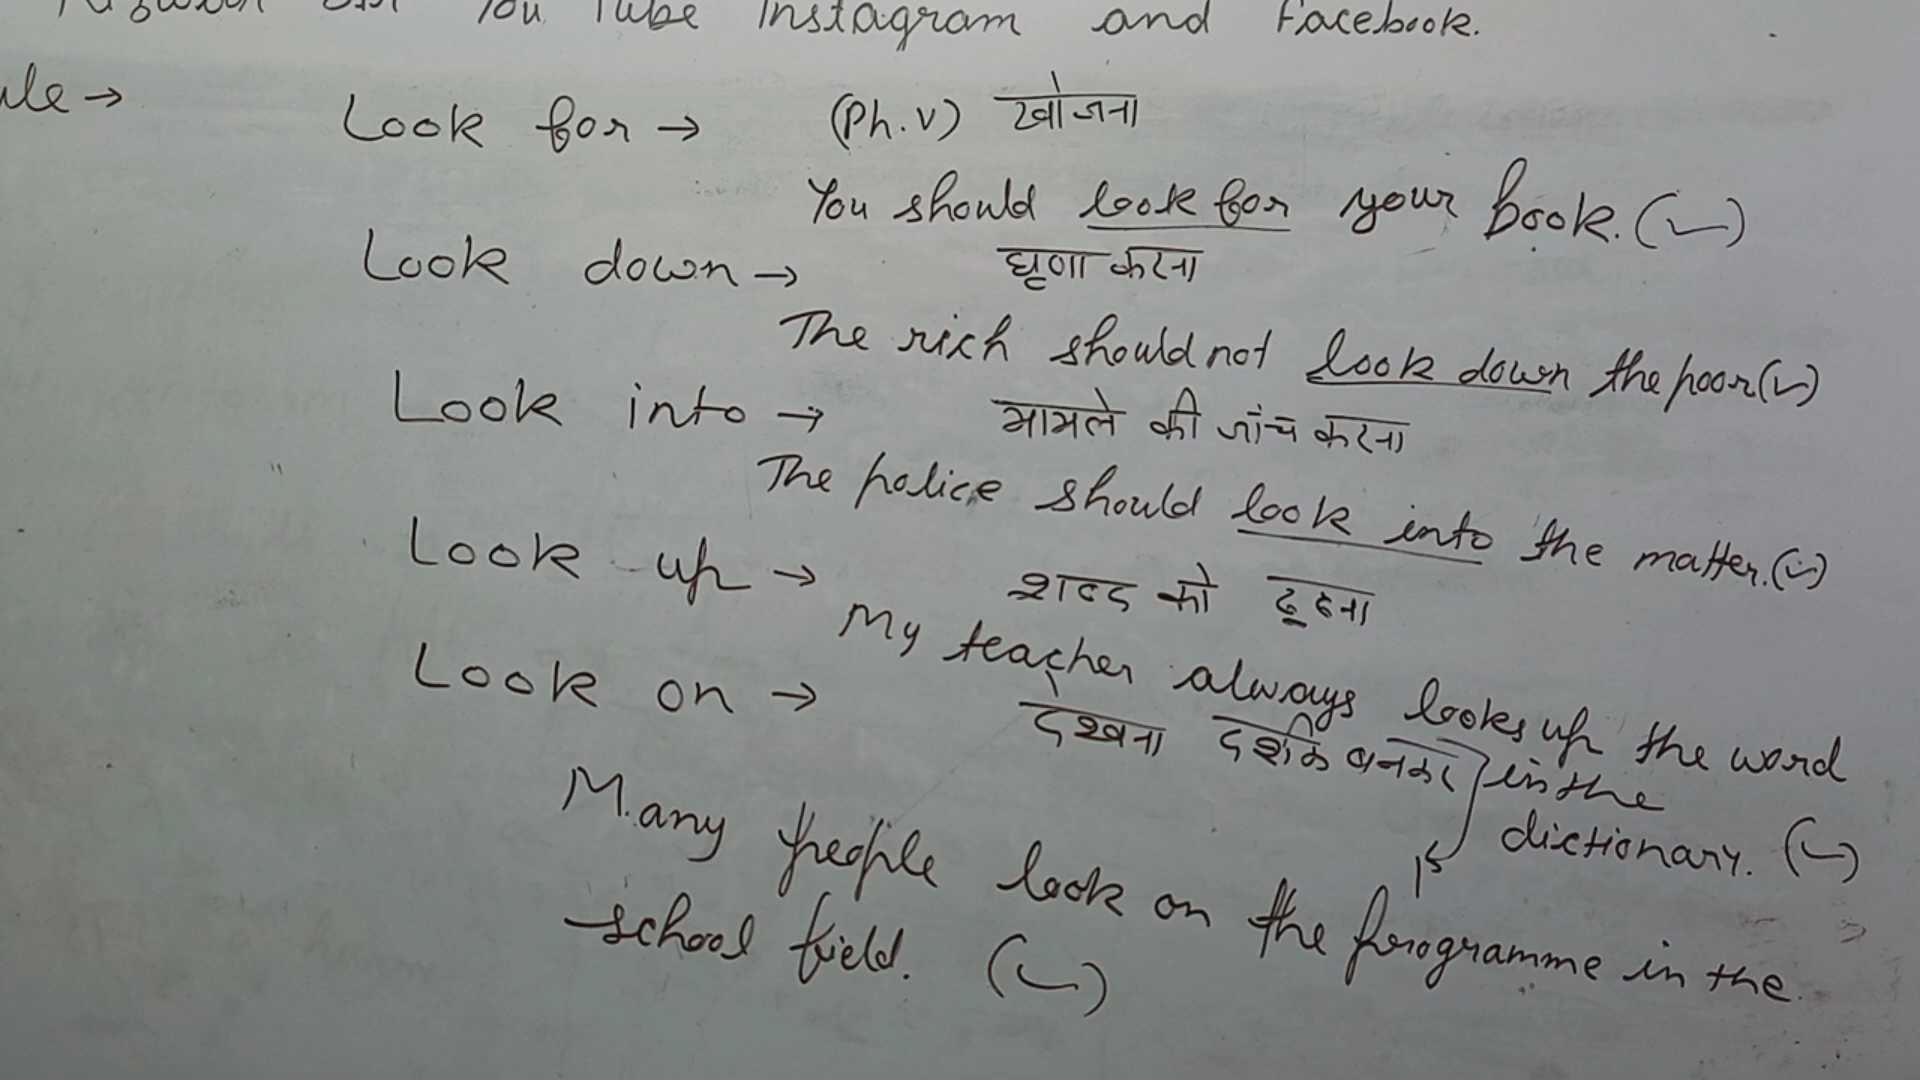 You Tube Instagram and Facebook.
Look for → (Ph.v) खोजना
You should look for your book. (✓)
Look down → घृणा करना
The rich should not look down the poor (✓)
Look into → मामले की जांच करना
The police should look into the matter. (✓)
Look up → शब्द को ढूढना
My teacher always looks up the word
in the
dictionary. (✓)
Look on → देखना दर्शक बनकर
Many people look on the programme in the
school field. (✓)